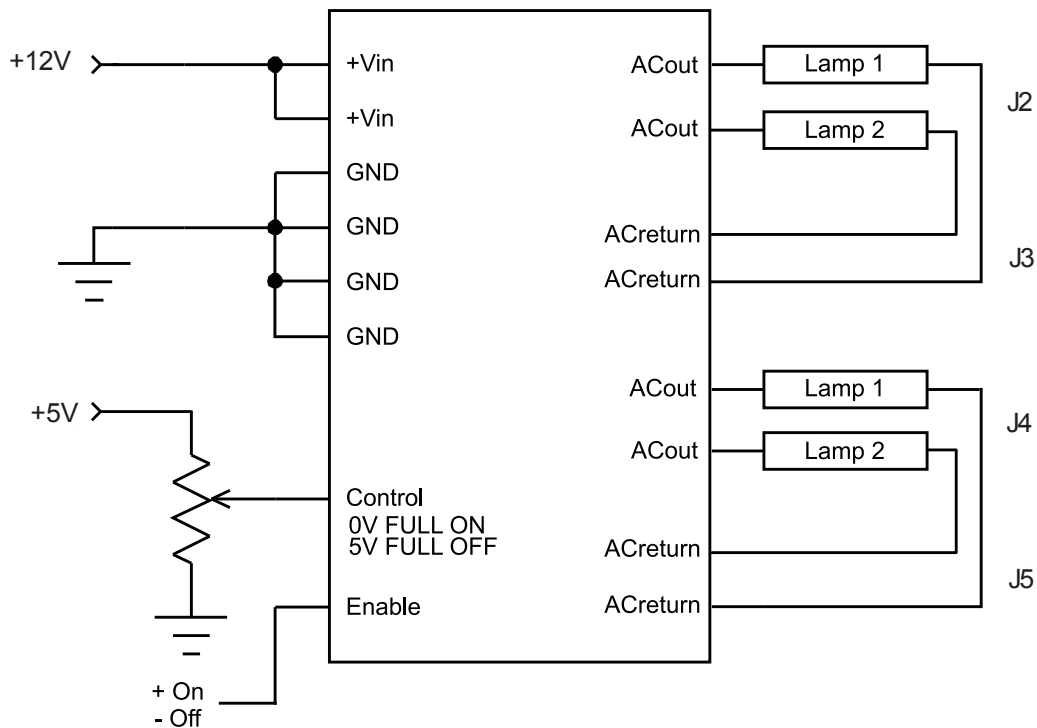 +12V
+Vin
+Vin
GND
GND
GND
GND
+5V
Control
0V FULL ON
5V FULL OFF
Enable
+ On
- Off
ACout
Lamp 1
J2
ACout
Lamp 2
ACreturn
J3
ACreturn
ACout
Lamp 1
J4
ACout
Lamp 2
ACreturn
J5
ACreturn